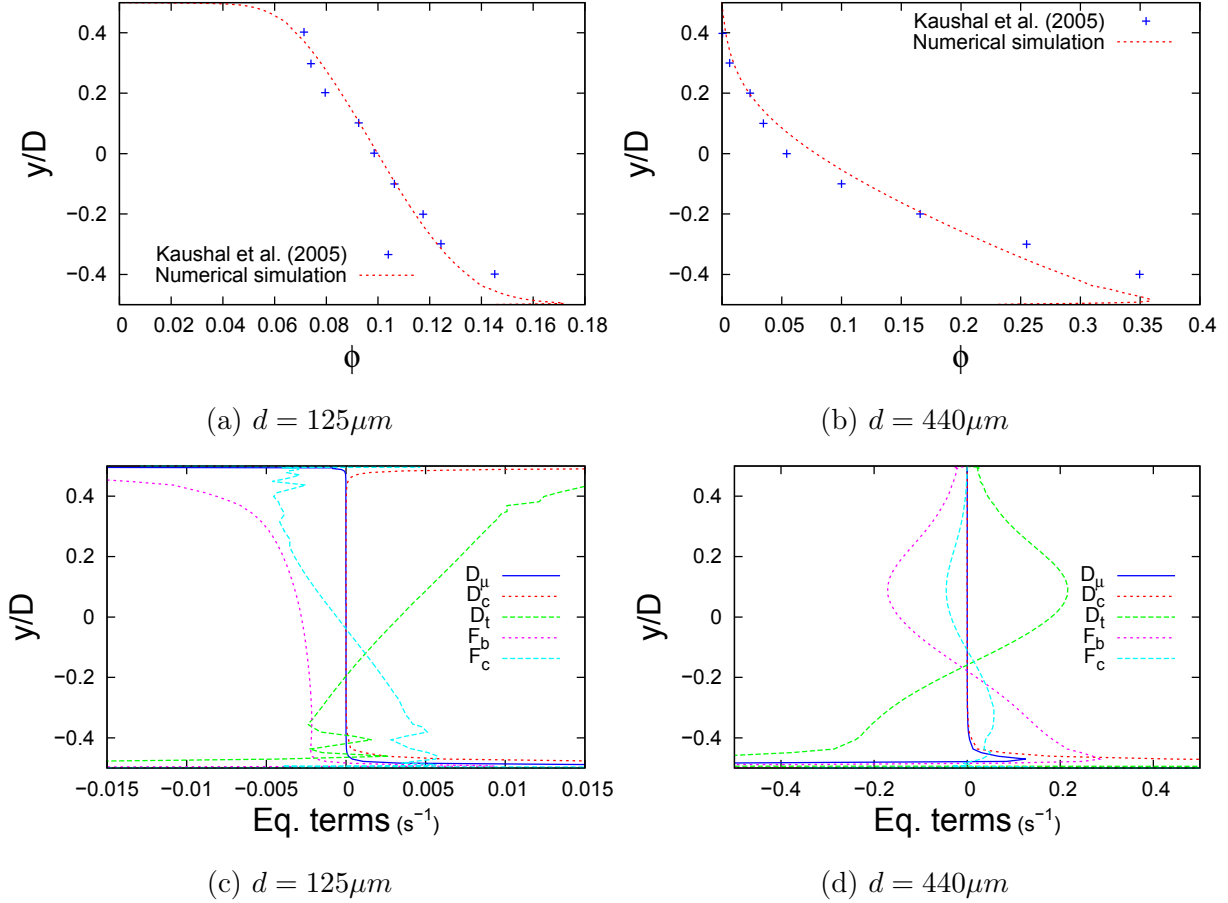 y/D
0.4
0.2
0
−0.2
−0.4
Kaushal et al. (2005)
Numerical simulation
0 0.02 0.04 0.06 0.08 0.1 0.12 0.14 0.16 0.18
ϕ
(a) d = 125μm
y/D
0.4
0.2
0
−0.2
−0.4
Kaushal et al. (2005)
Numerical simulation
0 0.05 0.1 0.15 0.2 0.25 0.3 0.35 0.4
ϕ
(b) d = 440μm
y/D
0.4
0.2
0
−0.2
−0.4
Dμ
Dc
Dt
Fb
Fc
−0.015 −0.01 −0.005 0 0.005 0.01 0.015
Eq. terms (s⁻¹)
(c) d = 125μm
y/D
0.4
0.2
0
−0.2
−0.4
Dμ
Dc
Dt
Fb
Fc
−0.4 −0.2 0 0.2 0.4
Eq. terms (s⁻¹)
(d) d = 440μm